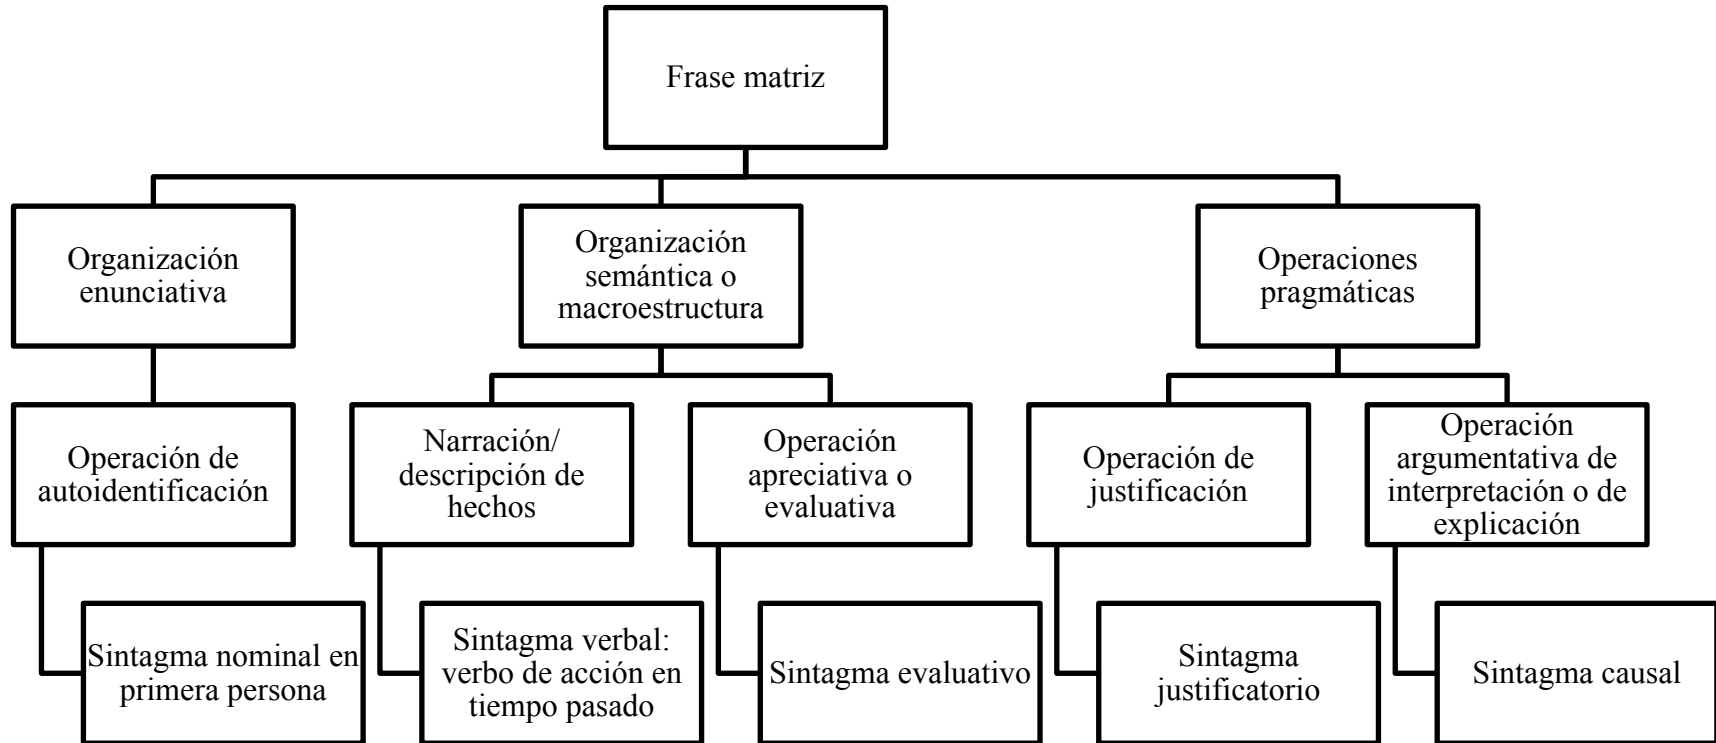 Frase matriz
Organización
enunciativa
Organización
semántica o
macroestructura
Operaciones
pragmáticas
Operación de
autoidentificación
Narración/
descripción de
hechos
Operación
apreciativa o
evaluativa
Operación de
justificación
Operación
argumentativa de
interpretación o de
explicación
Sintagma nominal en
primera persona
Sintagma verbal:
verbo de acción en
tiempo pasado
Sintagma evaluativo
Sintagma
justificatorio
Sintagma causal